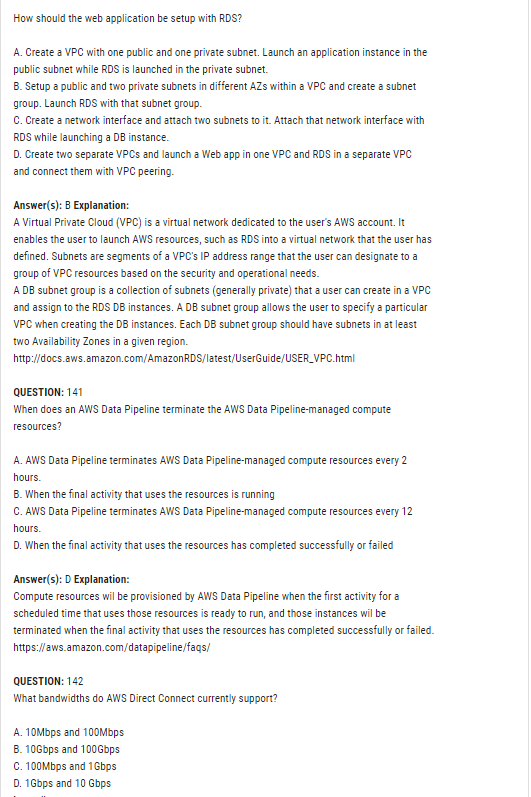 How should the web application be setup with RDS?
A. Create a VPC with one public and one private subnet. Launch an application instance in the
public subnet while RDS is launched in the private subnet.
B. Setup a public and two private subnets in different AZs within a VPC and create a subnet
group. Launch RDS with that subnet group.
C. Create a network interface and attach two subnets to it. Attach that network interface with
RDS while launching a DB instance.
D. Create two separate VPCs and launch a Web app in one VPC and RDS in a separate VPC
and connect them with VPC peering.
Answer(s): B Explanation:
A Virtual Private Cloud (VPC) is a virtual network dedicated to the user's AWS account. It
enables the user to launch AWS resources, such as RDS into a virtual network that the user has
defined. Subnets are segments of a VPC's IP address range that the user can designate to a
group of VPC resources based on the security and operational needs.
A DB subnet group is a collection of subnets (generally private) that a user can create in a VPC
and assign to the RDS DB instances. A DB subnet group allows the user to specify a particular
VPC when creating the DB instances. Each DB subnet group should have subnets in at least
two Availability Zones in a given region.
http://docs.aws.amazon.com/AmazonRDS/latest/UserGuide/USER_VPC.html
QUESTION: 141
When does an AWS Data Pipeline terminate the AWS Data Pipeline-managed compute
resources?
A. AWS Data Pipeline terminates AWS Data Pipeline-managed compute resources every 2
hours.
B. When the final activity that uses the resources is running
C. AWS Data Pipeline terminates AWS Data Pipeline-managed compute resources every 12
hours.
D. When the final activity that uses the resources has completed successfully or failed
Answer(s): D Explanation:
Compute resources wil be provisioned by AWS Data Pipeline when the first activity for a
scheduled time that uses those resources is ready to run, and those instances wil be
terminated when the final activity that uses the resources has completed successfully or failed.
https://aws.amazon.com/datapipeline/faqs/
QUESTION: 142
What bandwidths do AWS Direct Connect currently support?
A. 10Mbps and 100Mbps
B. 10Gbps and 100Gbps
C. 100Mbps and 1Gbps
D. 1Gbps and 10 Gbps